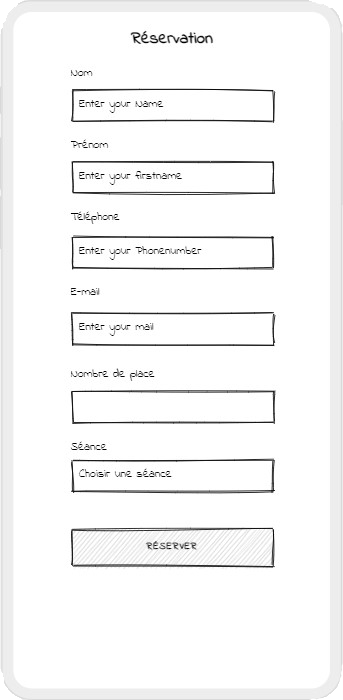 Réservation
Nom
Enter your Name
Prénom
Enter your firstname
Téléphone
Enter your Phonenumber
E-mail
Enter your mail
Nombre de place
Séance
Choisir une séance
RÉSERVER